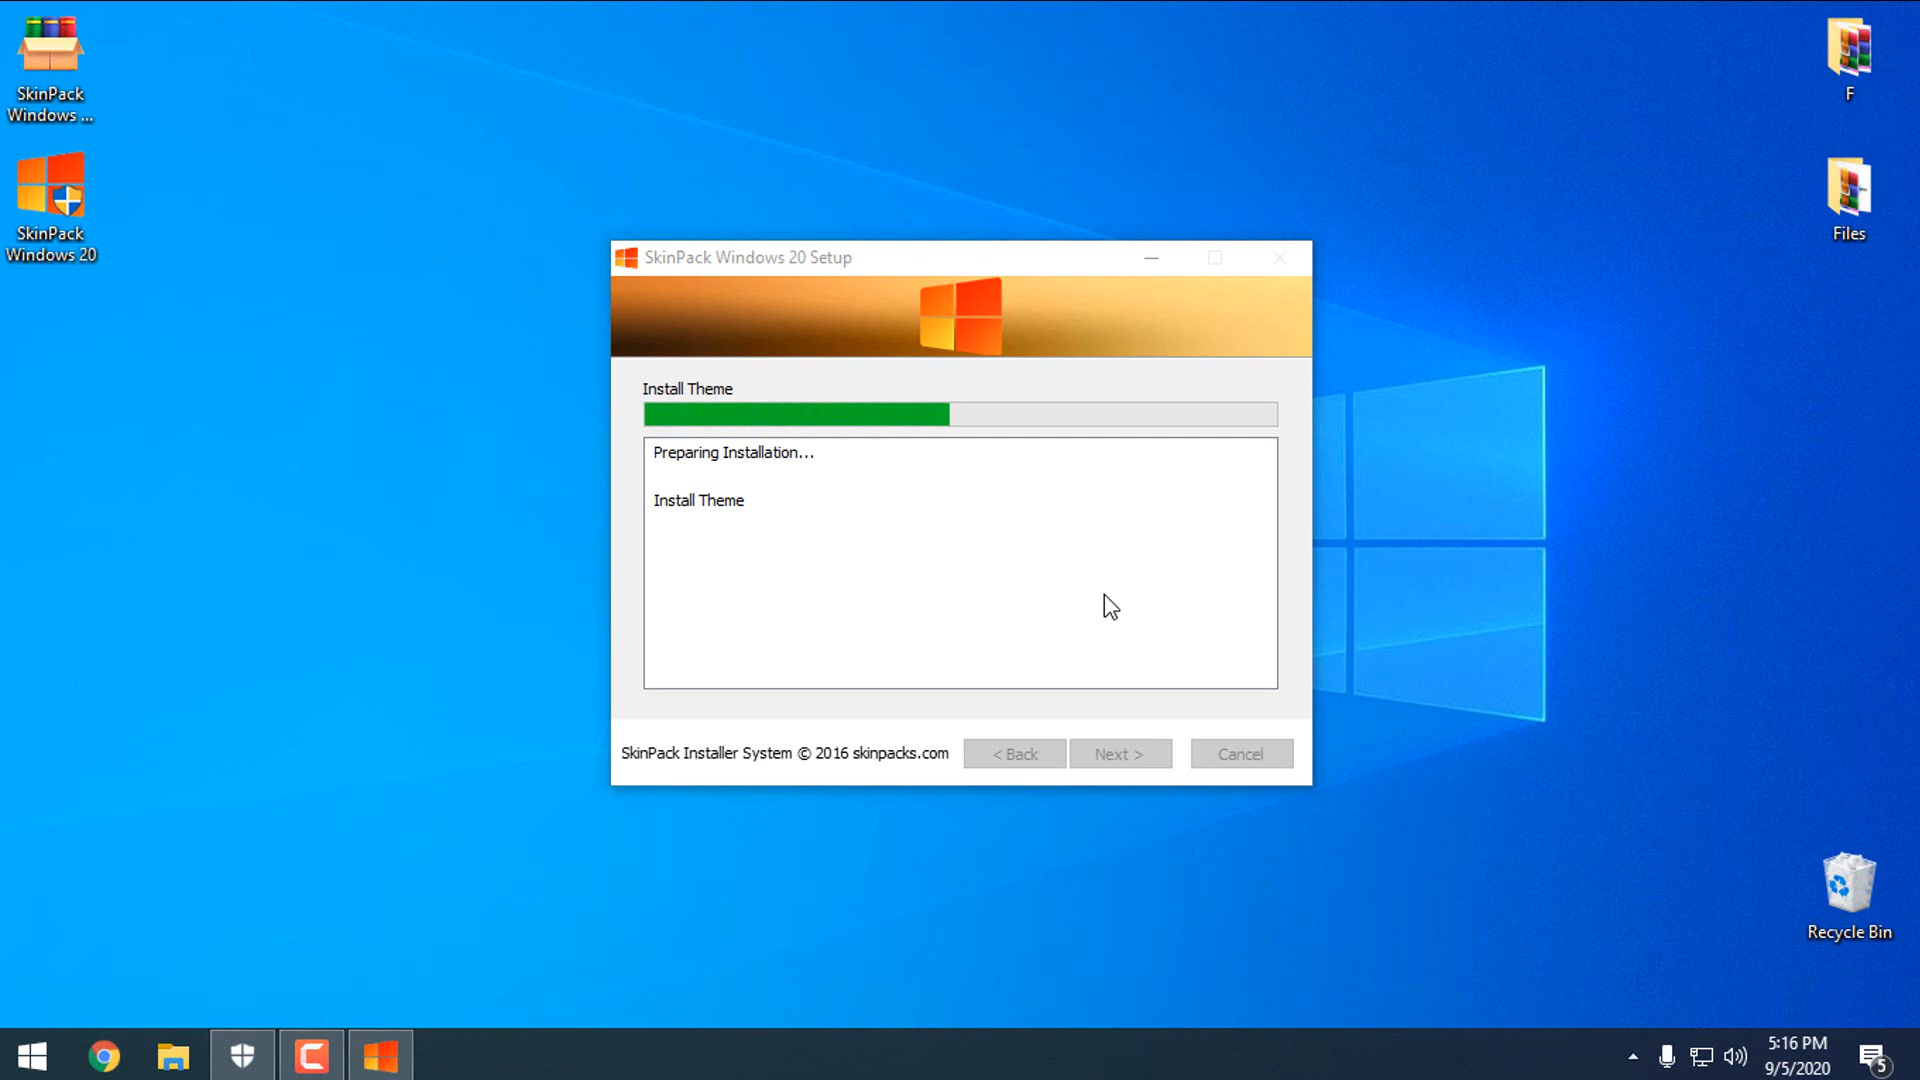 SkinPack
Windows ...
SkinPack
Windows 20
F
Files
SkinPack Windows 20 Setup
Install Theme
Preparing Installation...
Install Theme
SkinPack Installer System © 2016 skinpacks.com
< Back
Next >
Cancel
Recycle Bin
5:16 PM
9/5/2020
5